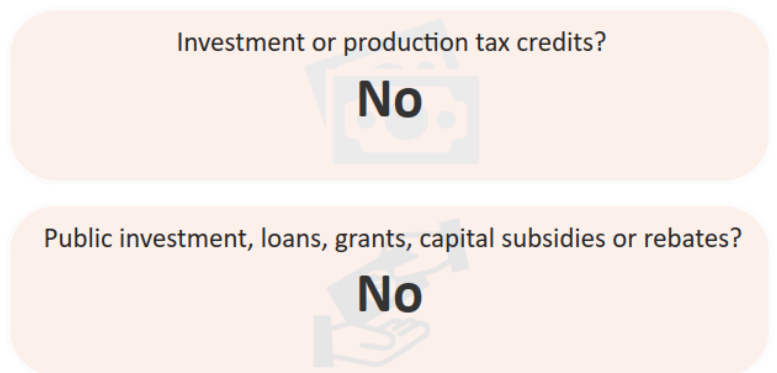 Investment or production tax credits?
No
Public investment, loans, grants, capital subsidies or rebates?
No